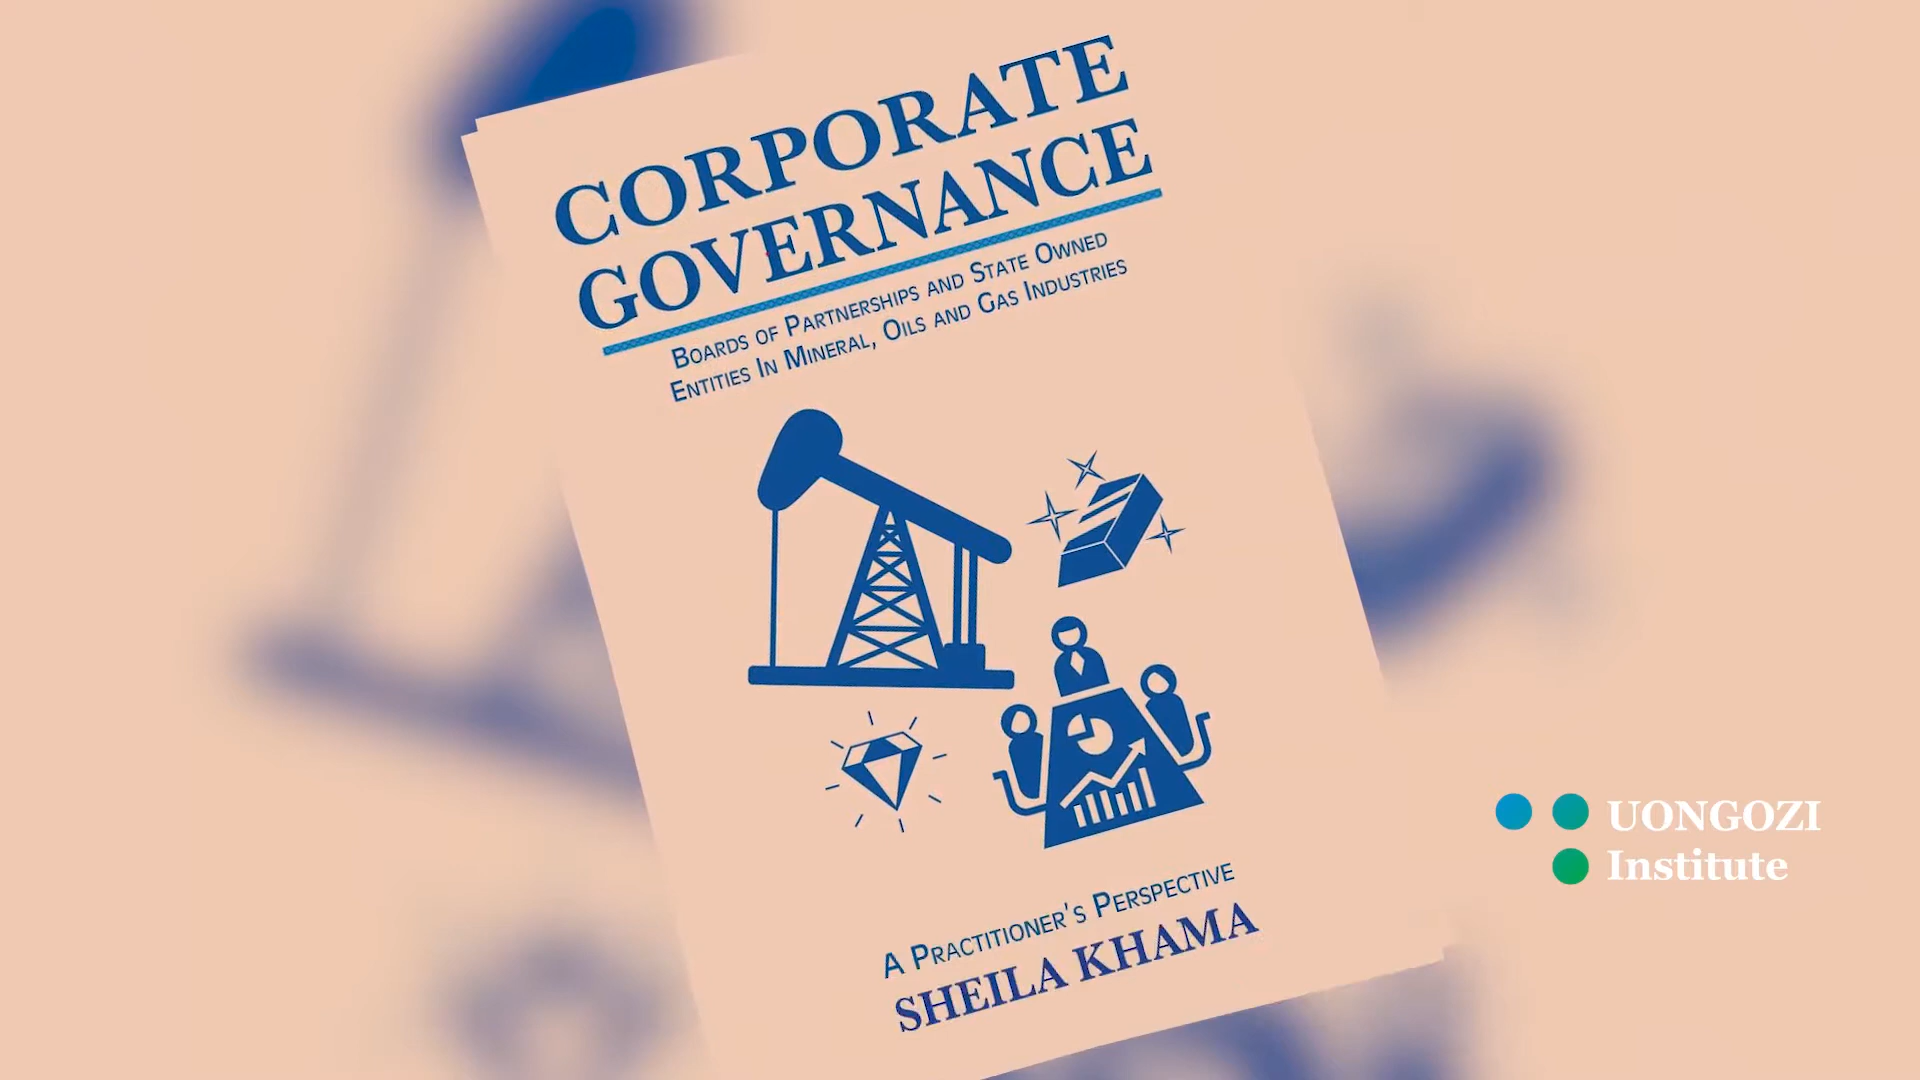 CORPORATE
GOVERNANCE
BOARDS OF PARTNERSHIPS AND STATE OWNED
ENTITIES IN MINERAL, OILS AND GAS INDUSTRIES
A PRACTITIONER'S PERSPECTIVE
SHEILA KHAMA
UONGOZI
Institute